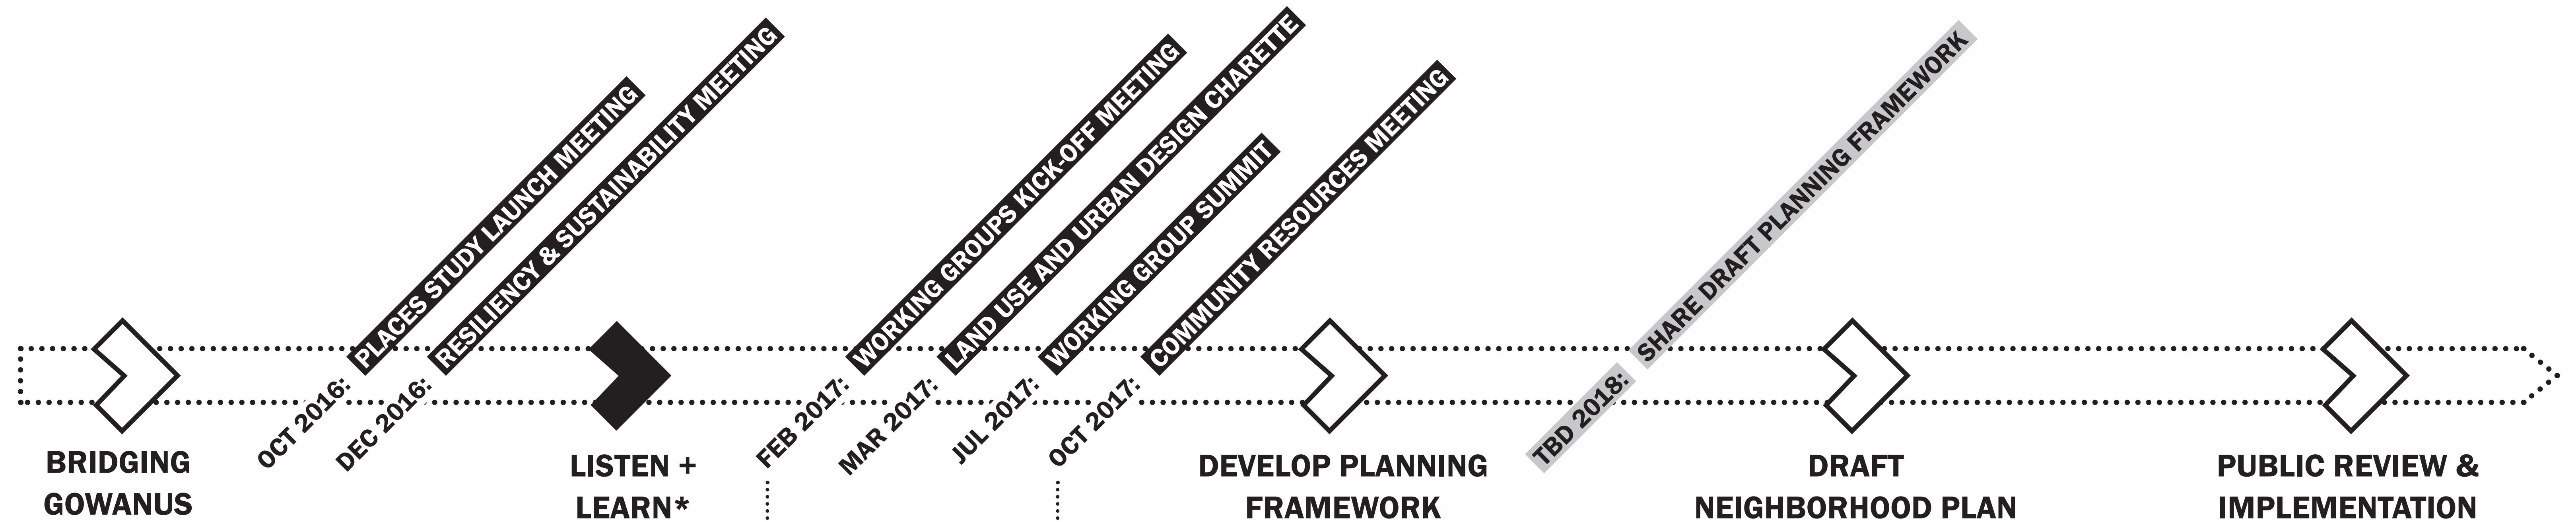 OCT 2016: PLACES STUDY LAUNCH MEETING
DEC 2016: RESILIENCY & SUSTAINABILITY MEETING
FEB 2017: WORKING GROUPS KICK-OFF MEETING
MAR 2017: LAND USE AND URBAN DESIGN CHARETTE
JUL 2017: WORKING GROUP SUMMIT
OCT 2017: COMMUNITY RESOURCES MEETING
TBD 2018: SHARE DRAFT PLANNING FRAMEWORK
BRIDGING
GOWANUS
LISTEN +
LEARN*
DEVELOP PLANNING
FRAMEWORK
DRAFT
NEIGHBORHOOD PLAN
PUBLIC REVIEW &
IMPLEMENTATION